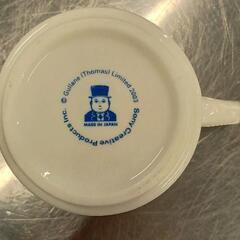 © Gullane (Thomas) Limited 2003
MADE IN JAPAN
Sony Creative Products Inc.